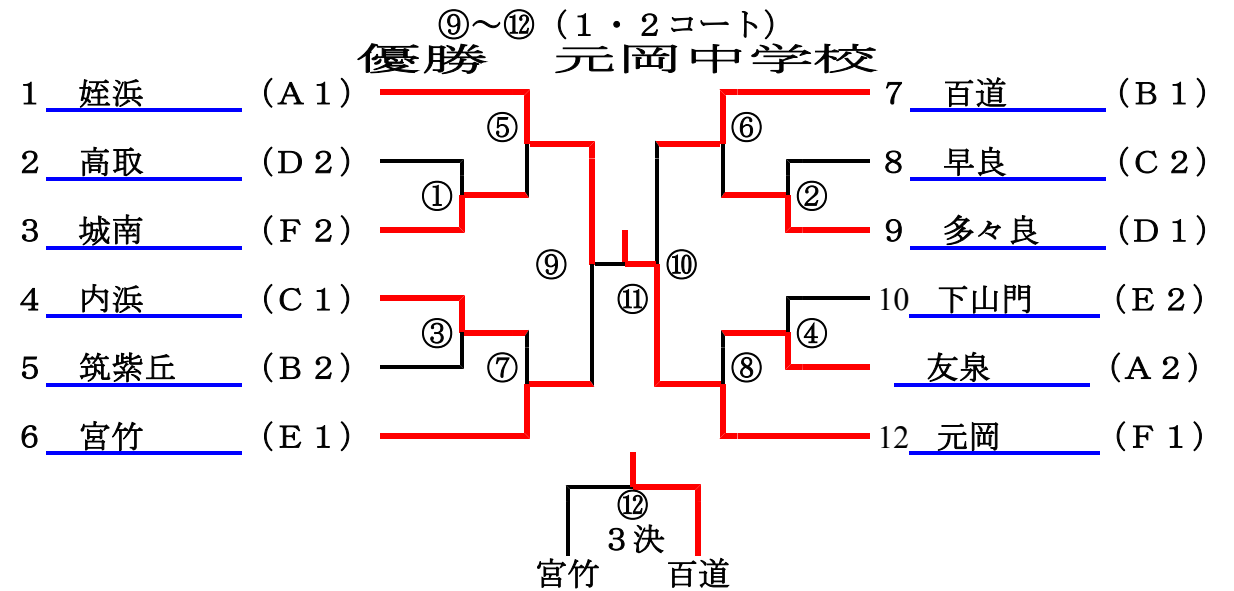 ⑨～⑫（１・２コート）
優勝　元岡中学校
１ 姪浜 （Ａ１） ７ 百道 （Ｂ１）
⑤ ⑥
２ 高取 （Ｄ２） ８ 早良 （Ｃ２）
① ②
３ 城南 （Ｆ２） ９ 多々良 （Ｄ１）
⑨ ⑩
４ 内浜 （Ｃ１） ⑪ 10 下山門 （Ｅ２）
③ ④
５ 筑紫丘 （Ｂ２） ⑦ ⑧ 友泉 （Ａ２）
６ 宮竹 （Ｅ１） 12 元岡 （Ｆ１）
⑫
３決
宮竹 百道